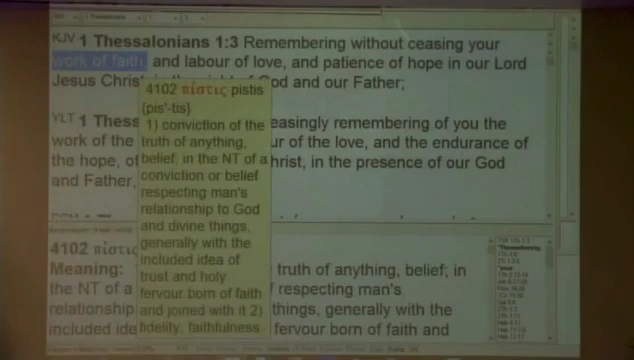 KJV 1 Thessalonians 1:3 Remembering without ceasing your
work of faith, and labour of love, and patience of hope in our Lord
Jesus Chris God and our Father;
4102 πίστις pistis
{pis'-tis}
1) conviction of the
truth of anything,
belief; in the NT of a
conviction or belief
respecting man's
relationship to God
and divine things,
generally with the
included idea of
trust and holy
fervour born of faith
and joined with it 2)
fidelity, faithfulness
YLT 1 Thess easingly remembering of you the
work of the ur of the love, and the endurance of
the hope, of hrist, in the presence of our God
and Father,
4102 πίστις
Meaning: truth of anything, belief; in
the NT of a respecting man's
relationship things, generally with the
included ide fervour born of faith and